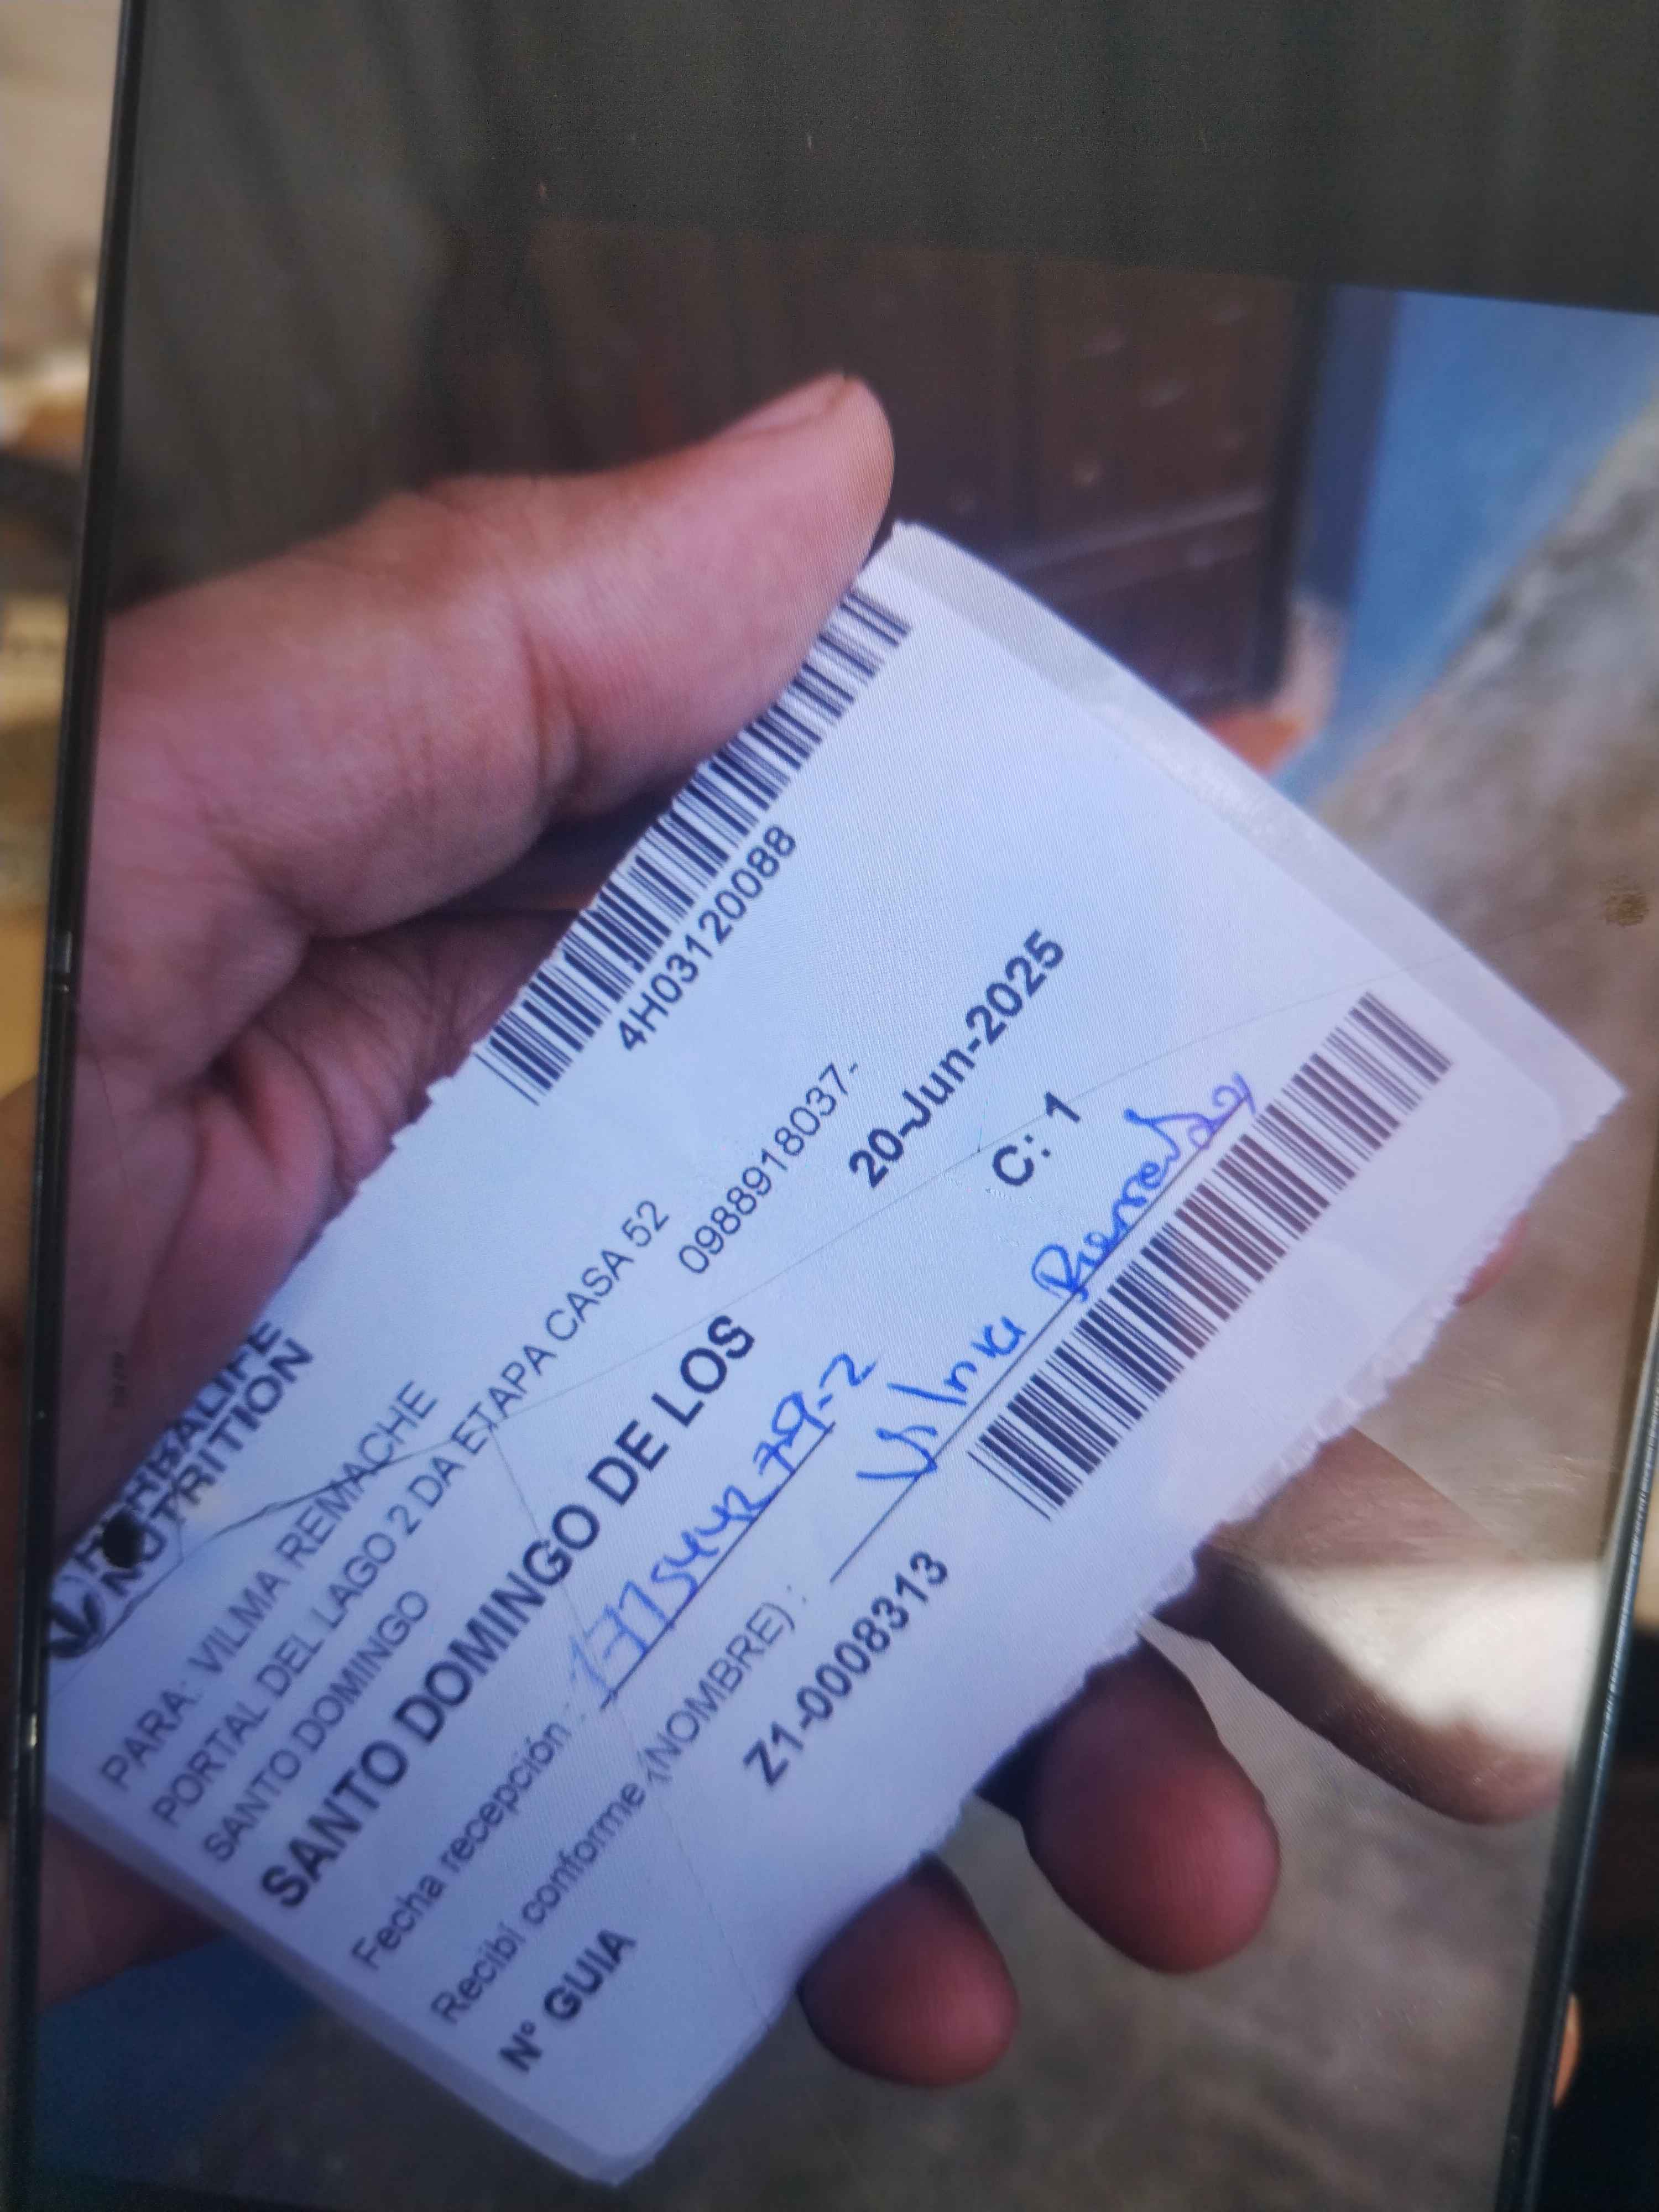 HERBALIFE
NUTRITION
4H03120088
PARA: VILMA REMACHE
PORTAL DEL LAGO 2 DA ETAPA CASA 52
SANTO DOMINGO 0988918037-
SANTO DOMINGO DE LOS 20-Jun-2025
Fecha recepción : C: 1
Recibí conforme (NOMBRE) : Vilma
N° GUIA Z1-0008313